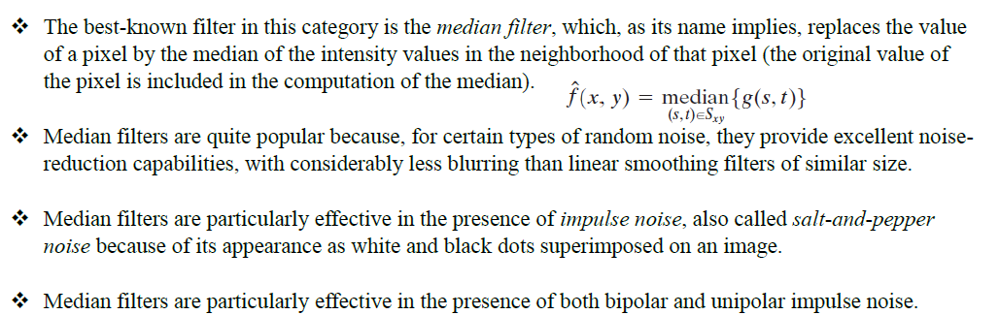 ❖ The best-known filter in this category is the median filter, which, as its name implies, replaces the value
of a pixel by the median of the intensity values in the neighborhood of that pixel (the original value of
the pixel is included in the computation of the median).
f̂(x, y) = median{g(s, t)}
(s,t)∈Sxy
❖ Median filters are quite popular because, for certain types of random noise, they provide excellent noise-
reduction capabilities, with considerably less blurring than linear smoothing filters of similar size.
❖ Median filters are particularly effective in the presence of impulse noise, also called salt-and-pepper
noise because of its appearance as white and black dots superimposed on an image.
❖ Median filters are particularly effective in the presence of both bipolar and unipolar impulse noise.